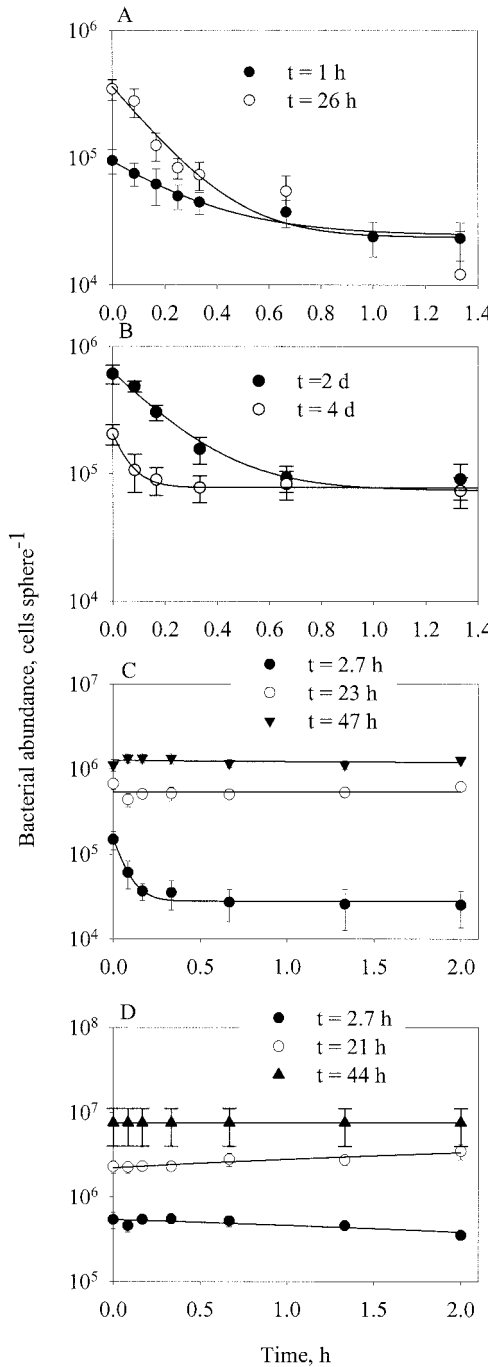 A
10⁶
● t = 1 h
○ t = 26 h
10⁵
10⁴
0.0 0.2 0.4 0.6 0.8 1.0 1.2 1.4
B
10⁶
● t =2 d
○ t = 4 d
10⁵
10⁴
0.0 0.2 0.4 0.6 0.8 1.0 1.2 1.4
Bacterial abundance, cells sphere⁻¹
C
● t = 2.7 h
○ t = 23 h
▼ t = 47 h
10⁷
10⁶
10⁵
10⁴
0.0 0.5 1.0 1.5 2.0
D
● t = 2.7 h
○ t = 21 h
▲ t = 44 h
10⁸
10⁷
10⁶
10⁵
0.0 0.5 1.0 1.5 2.0
Time, h